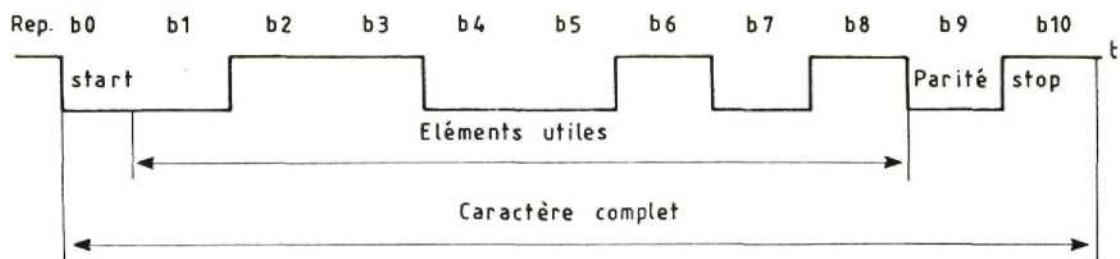 Rep. b0 b1 b2 b3 b4 b5 b6 b7 b8 b9 b10
t
start Parité stop
Eléments utiles
Caractère complet